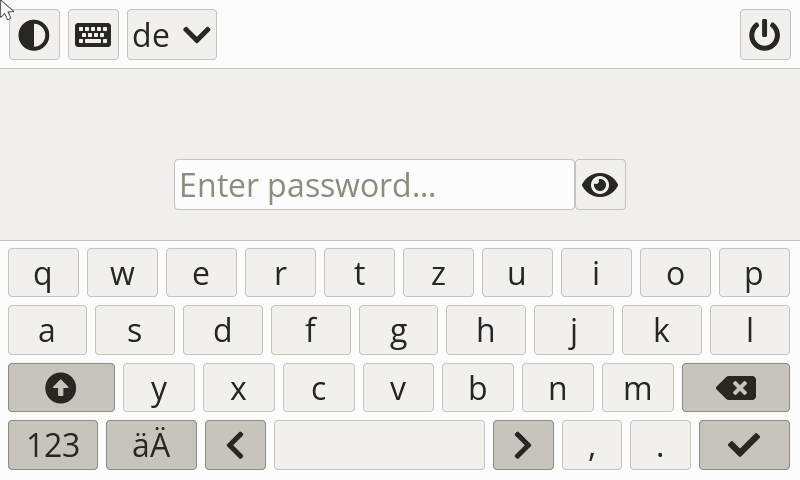 de
Enter password...
q w e r t z u i o p
a s d f g h j k l
y x c v b n m
123 äÄ , .